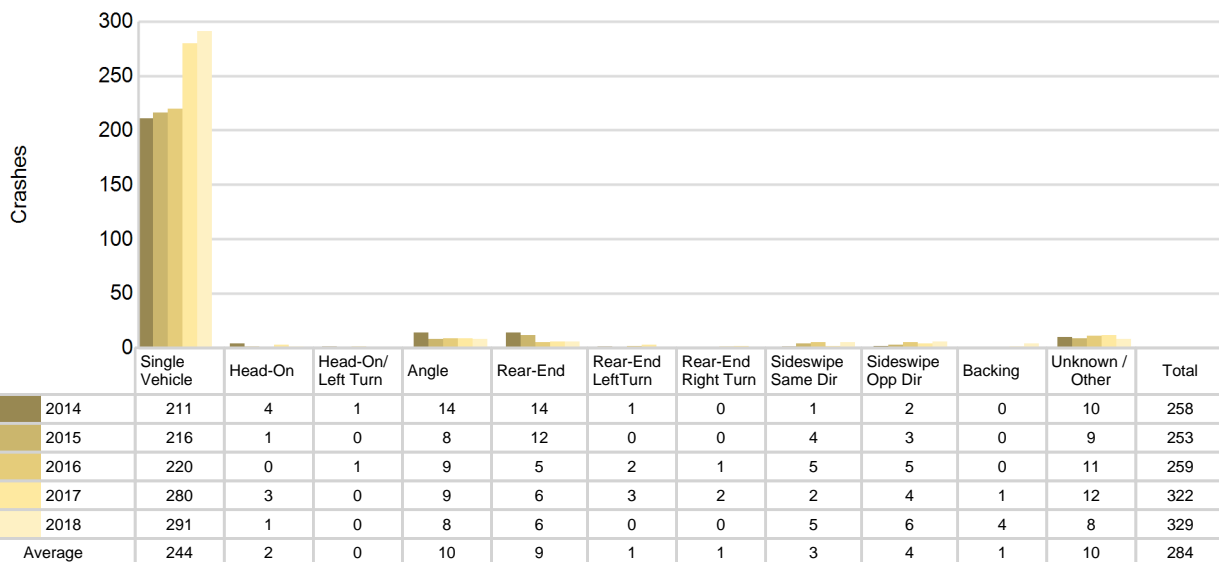 300
250
200
150
100
50
0
Crashes
Single Vehicle Head-On Head-On/ Left Turn Angle Rear-End Rear-End LeftTurn Rear-End Right Turn Sideswipe Same Dir Sideswipe Opp Dir Backing Unknown / Other Total
2014 211 4 1 14 14 1 0 1 2 0 10 258
2015 216 1 0 8 12 0 0 4 3 0 9 253
2016 220 0 1 9 5 2 1 5 5 0 11 259
2017 280 3 0 9 6 3 2 2 4 1 12 322
2018 291 1 0 8 6 0 0 5 6 4 8 329
Average 244 2 0 10 9 1 1 3 4 1 10 284